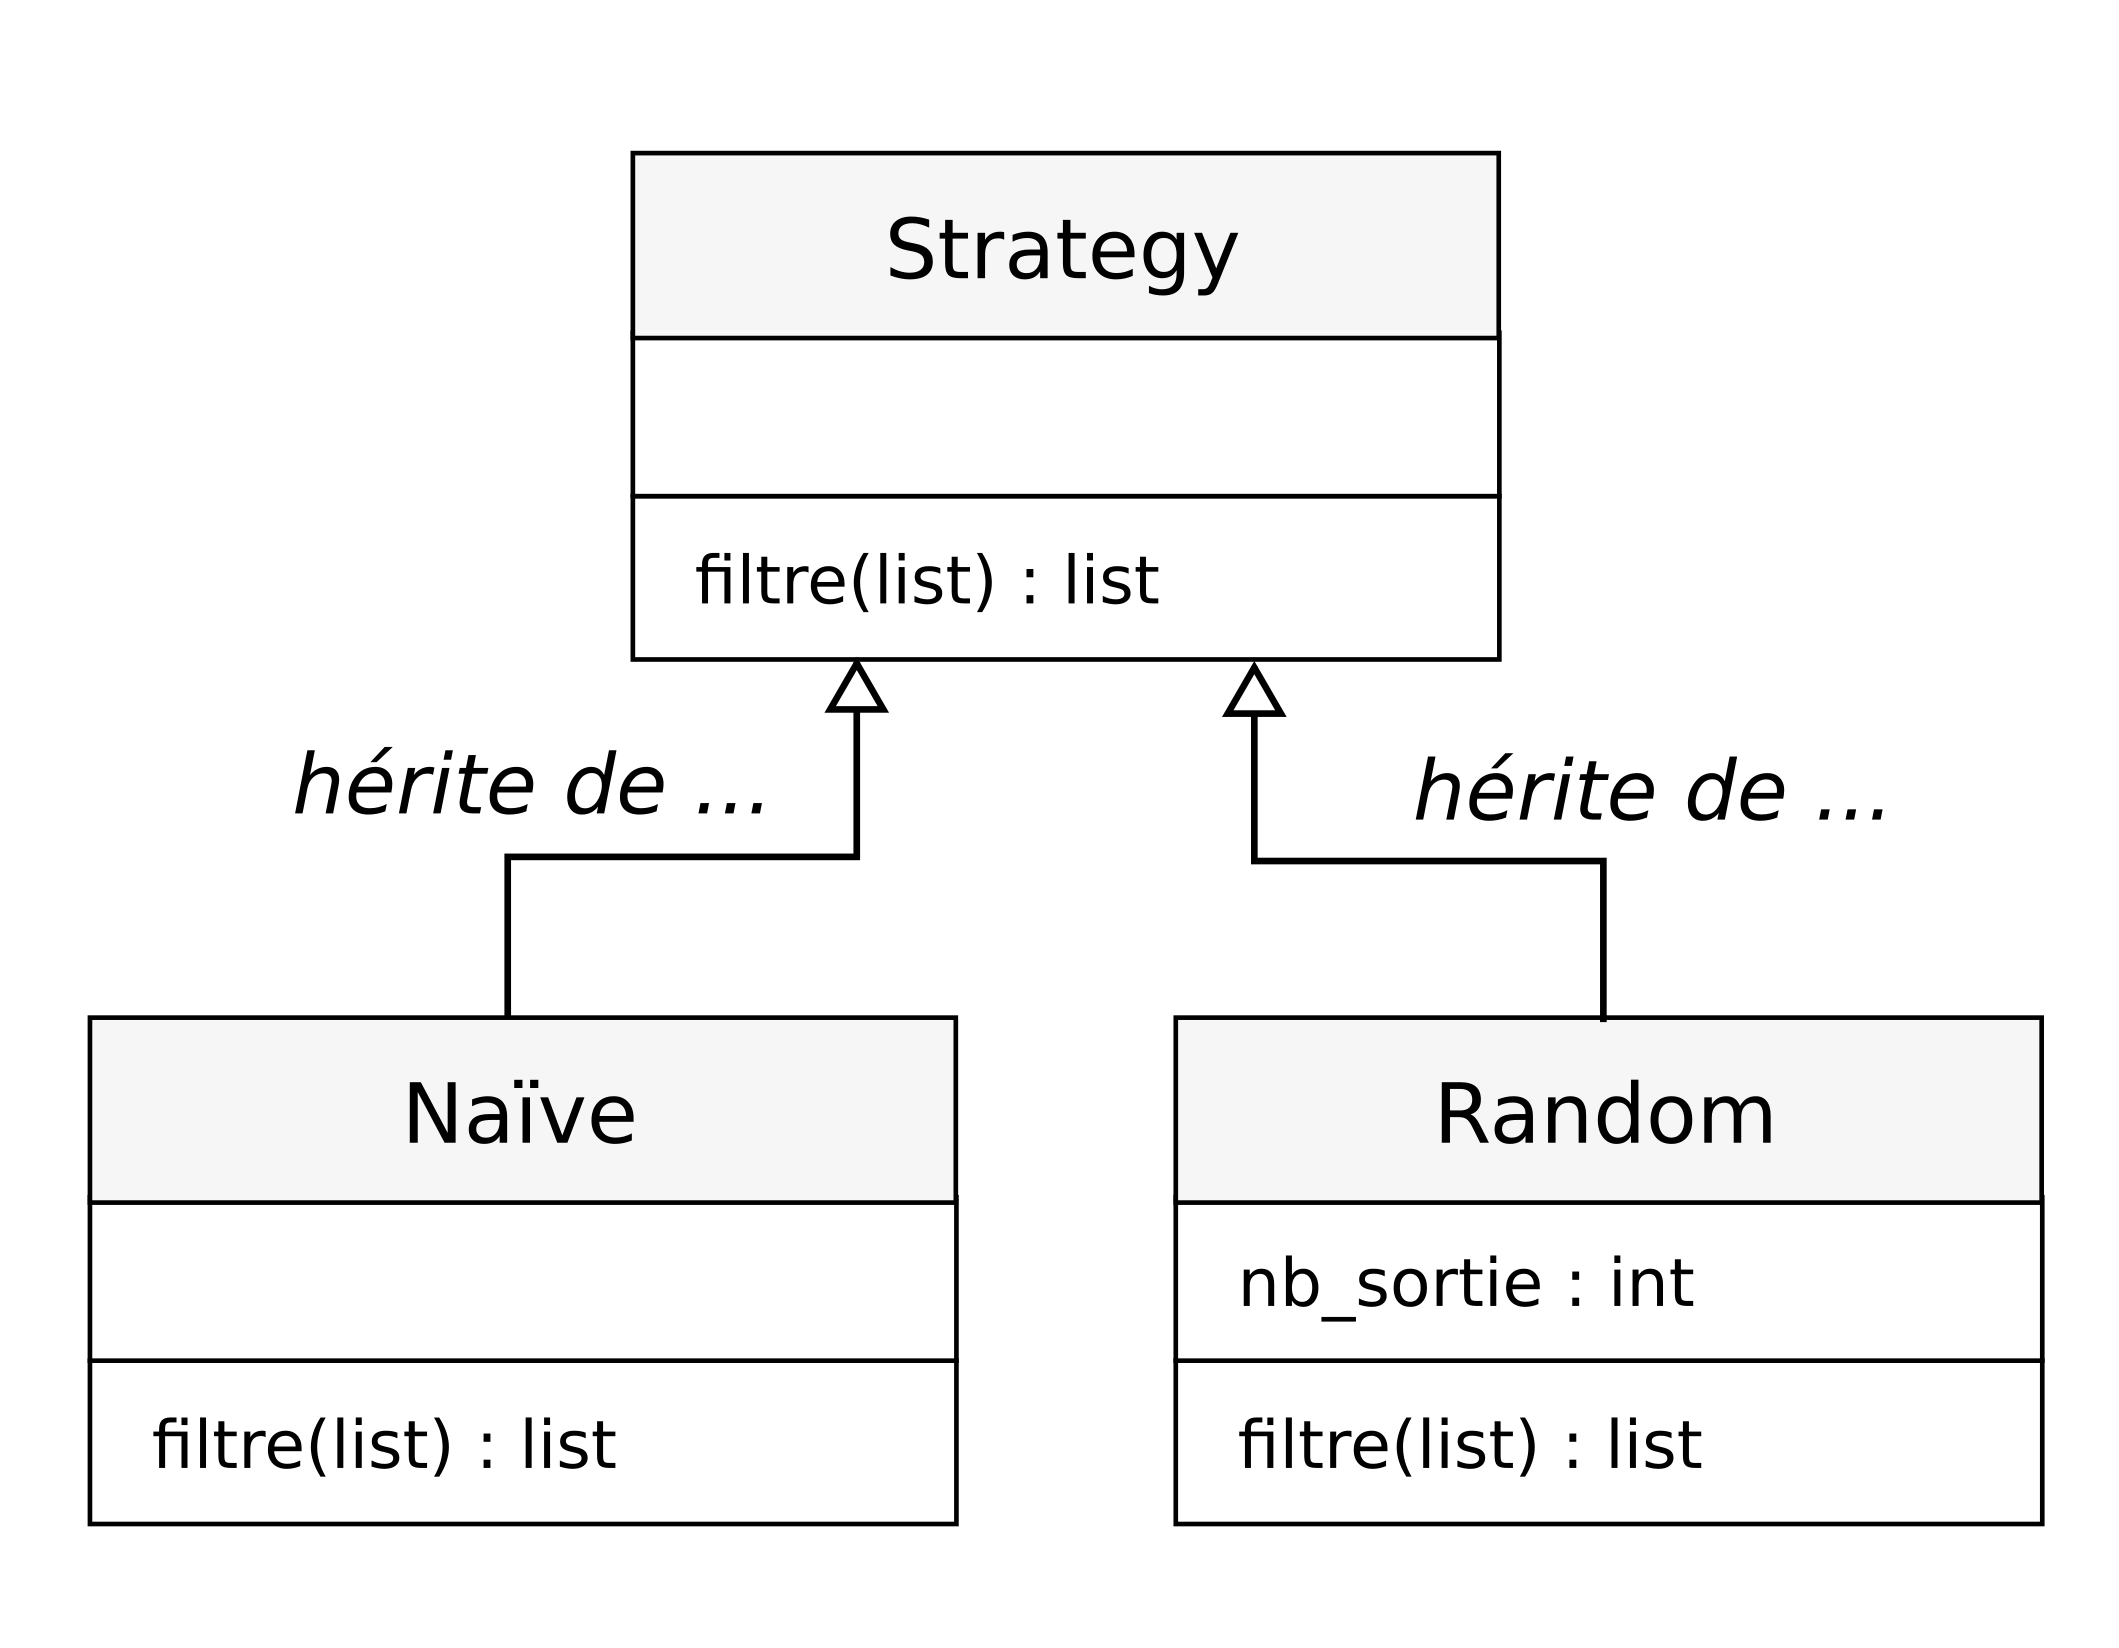 Strategy
filtre(list) : list
hérite de ...
hérite de ...
Naïve
filtre(list) : list
Random
nb_sortie : int
filtre(list) : list